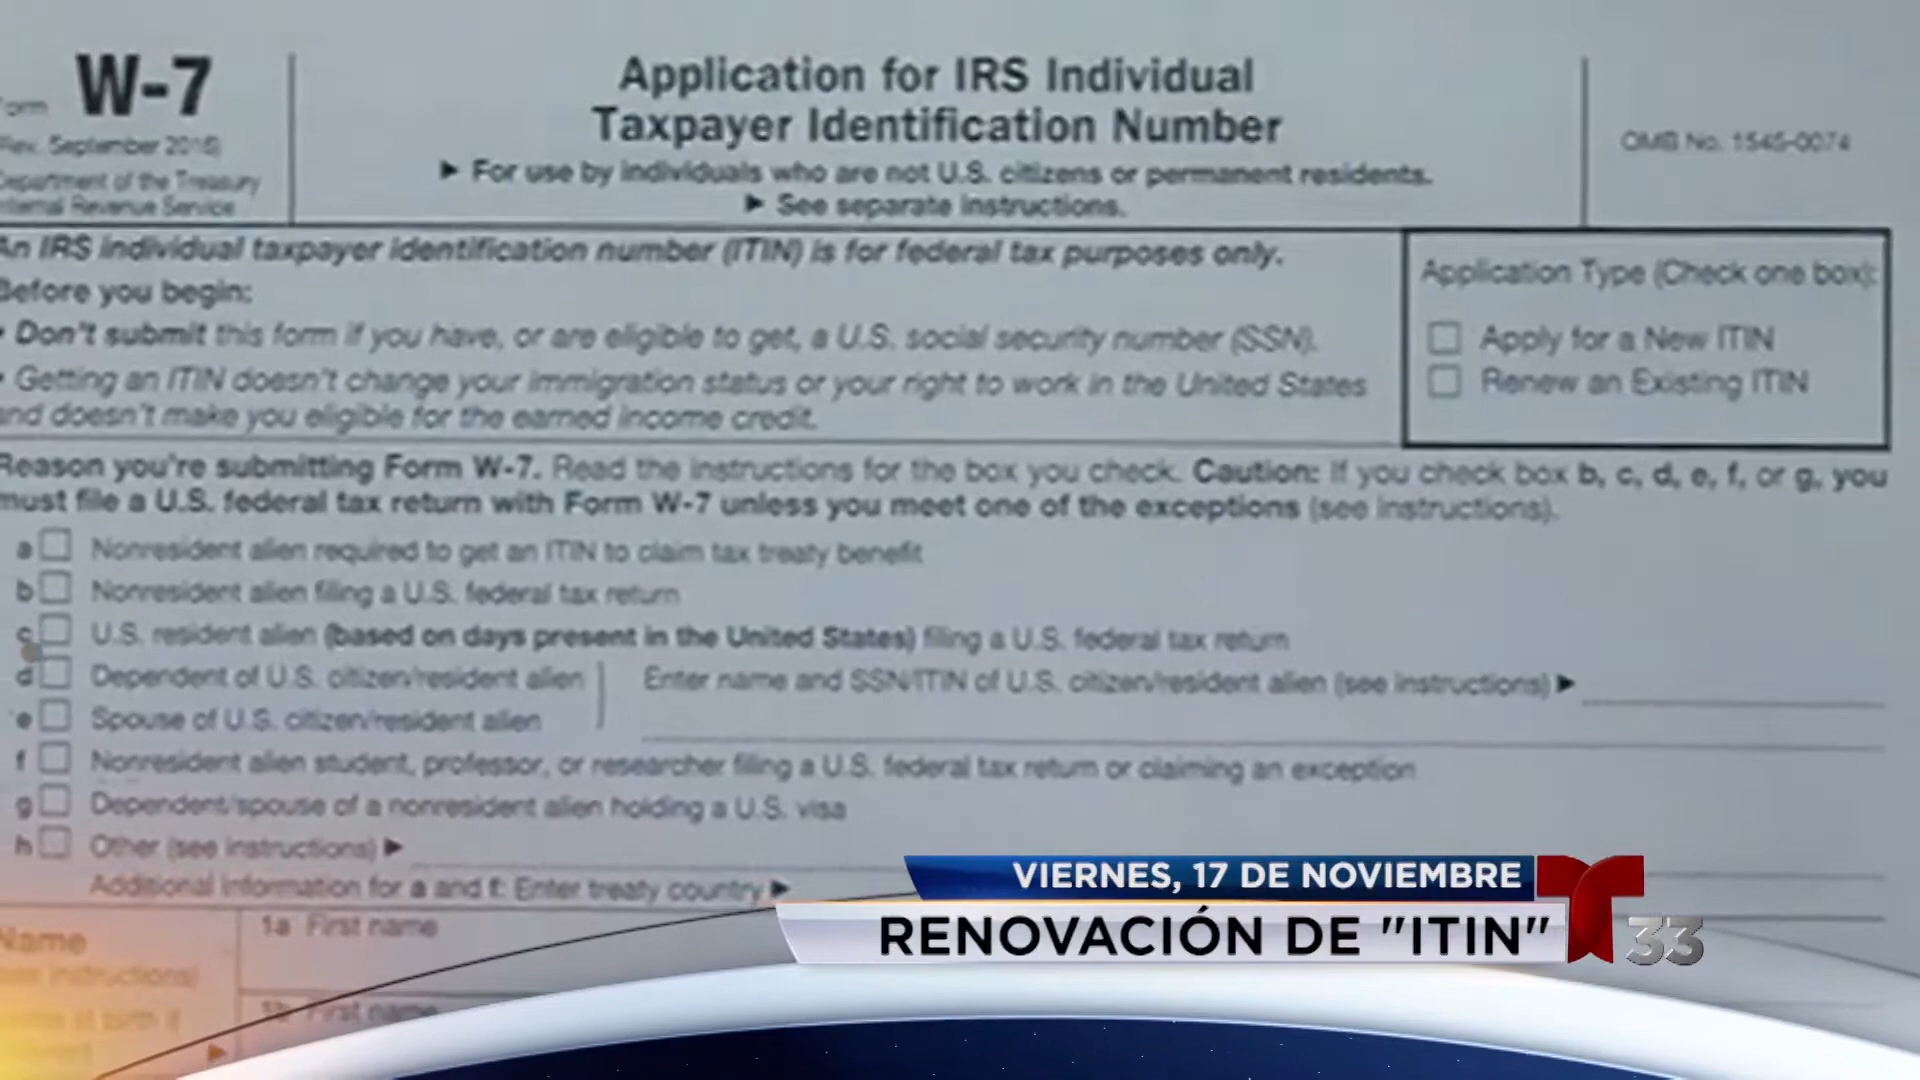 Form W-7
(Rev. September 2016)
Department of the Treasury
Internal Revenue Service
Application for IRS Individual
Taxpayer Identification Number
▶ For use by individuals who are not U.S. citizens or permanent residents.
▶ See separate instructions.
OMB No. 1545-0074
An IRS individual taxpayer identification number (ITIN) is for federal tax purposes only.
Before you begin:
• Don't submit this form if you have, or are eligible to get, a U.S. social security number (SSN).
• Getting an ITIN doesn't change your immigration status or your right to work in the United States
and doesn't make you eligible for the earned income credit.
Application Type (Check one box):
Apply for a New ITIN
Renew an Existing ITIN
Reason you're submitting Form W-7. Read the instructions for the box you check. Caution: If you check box b, c, d, e, f, or g, you
must file a U.S. federal tax return with Form W-7 unless you meet one of the exceptions (see instructions).
a Nonresident alien required to get an ITIN to claim tax treaty benefit
b Nonresident alien filing a U.S. federal tax return
c U.S. resident alien (based on days present in the United States) filing a U.S. federal tax return
d Dependent of U.S. citizen/resident alien
e Spouse of U.S. citizen/resident alien
Enter name and SSN/ITIN of U.S. citizen/resident alien (see instructions) ▶
f Nonresident alien student, professor, or researcher filing a U.S. federal tax return or claiming an exception
g Dependent/spouse of a nonresident alien holding a U.S. visa
h Other (see instructions) ▶
Additional information for a and f: Enter treaty country ▶
Name
(see instructions)
1a First name
1b First name
VIERNES, 17 DE NOVIEMBRE
RENOVACIÓN DE "ITIN"
T 33